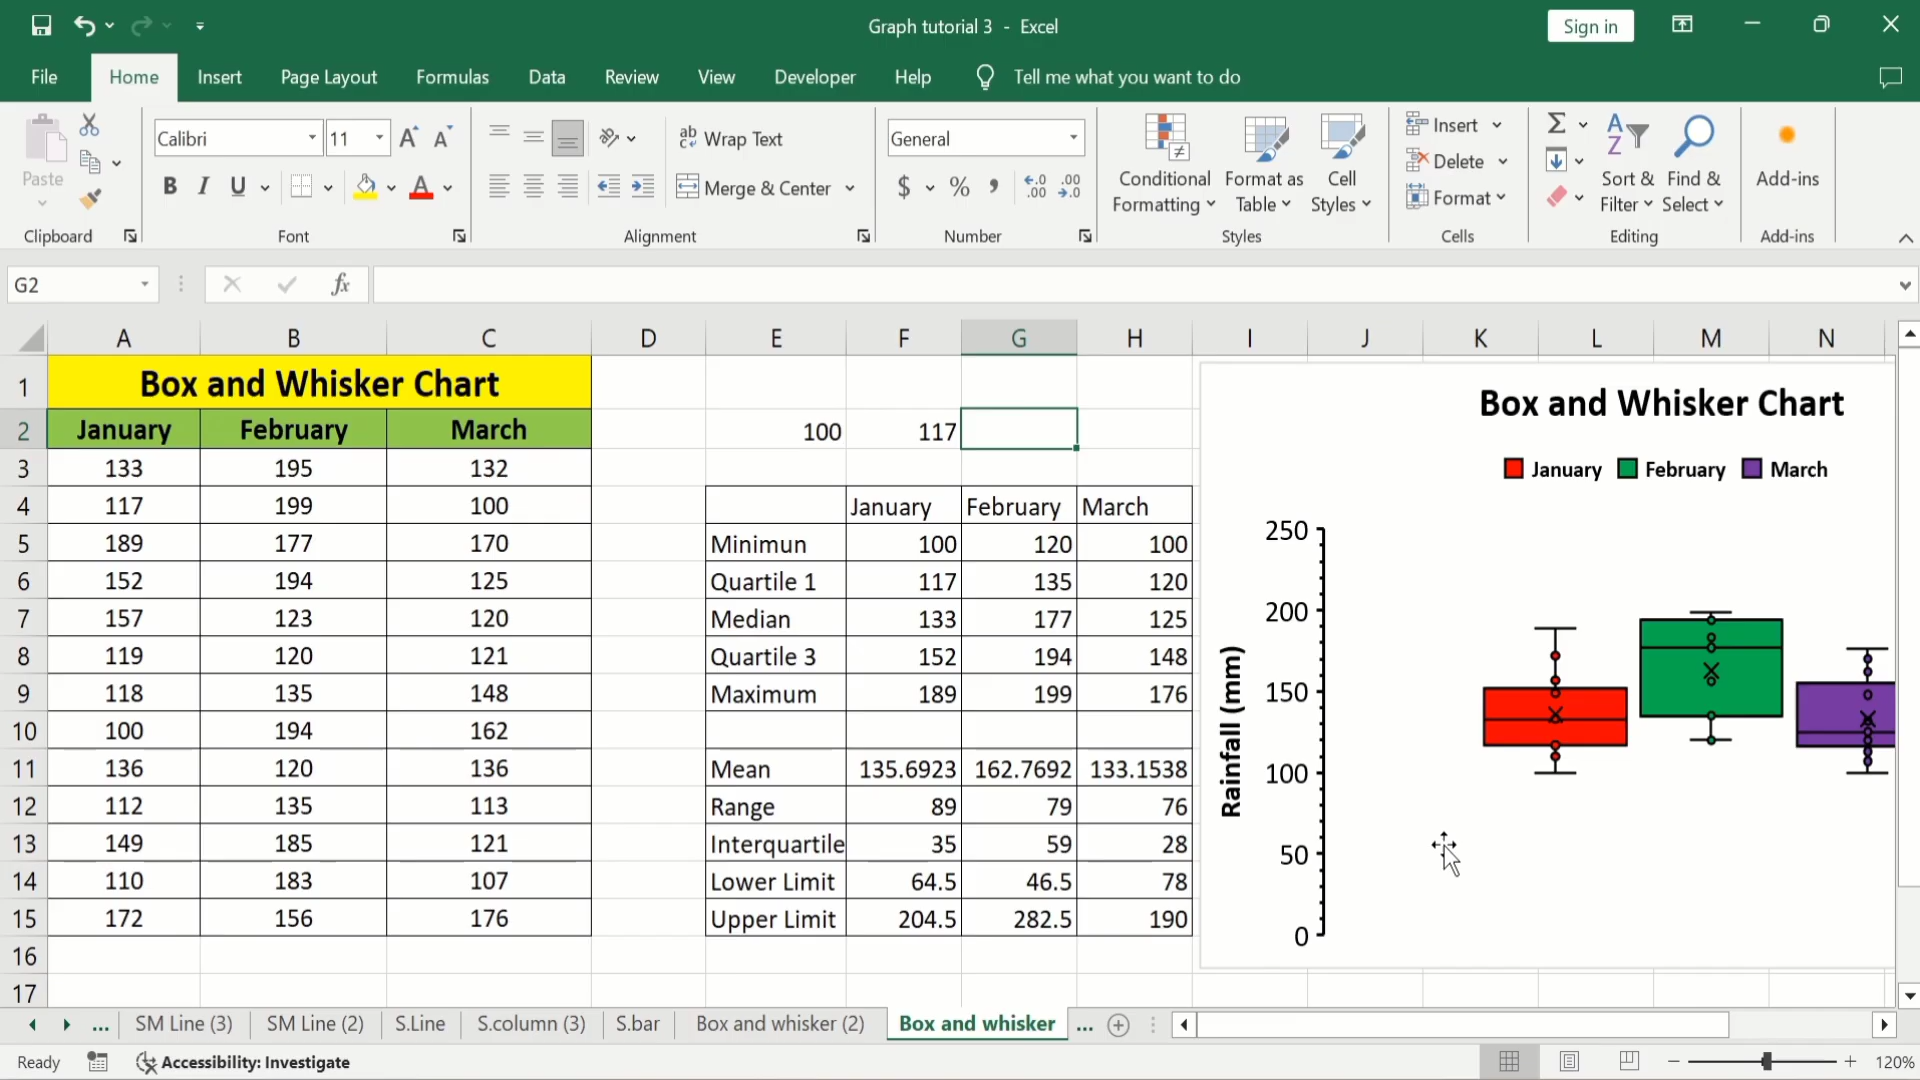 Graph tutorial 3 - Excel
Sign in
File Home Insert Page Layout Formulas Data Review View Developer Help Tell me what you want to do
Paste
Clipboard
Calibri 11
B I U
Font
ab Wrap Text
Merge & Center
Alignment
General
$ % ,
Number
Conditional Formatting
Format as Table
Cell Styles
Styles
Insert
Delete
Format
Cells
Sort & Filter
Find & Select
Editing
Add-ins
Add-ins
G2 fx
A B C D E F G H I J K L M N
1 Box and Whisker Chart
2 January February March 100 117
3 133 195 132
4 117 199 100 January February March
5 189 177 170 Minimun 100 120 100
6 152 194 125 Quartile 1 117 135 120
7 157 123 120 Median 133 177 125
8 119 120 121 Quartile 3 152 194 148
9 118 135 148 Maximum 189 199 176
10 100 194 162
11 136 120 136 Mean 135.6923 162.7692 133.1538
12 112 135 113 Range 89 79 76
13 149 185 121 Interquartile 35 59 28
14 110 183 107 Lower Limit 64.5 46.5 78
15 172 156 176 Upper Limit 204.5 282.5 190
16
17
Box and Whisker Chart
January February March
Rainfall (mm)
250
200
150
100
50
0
... SM Line (3) SM Line (2) S.Line S.column (3) S.bar Box and whisker (2) Box and whisker ...
Ready Accessibility: Investigate 120%